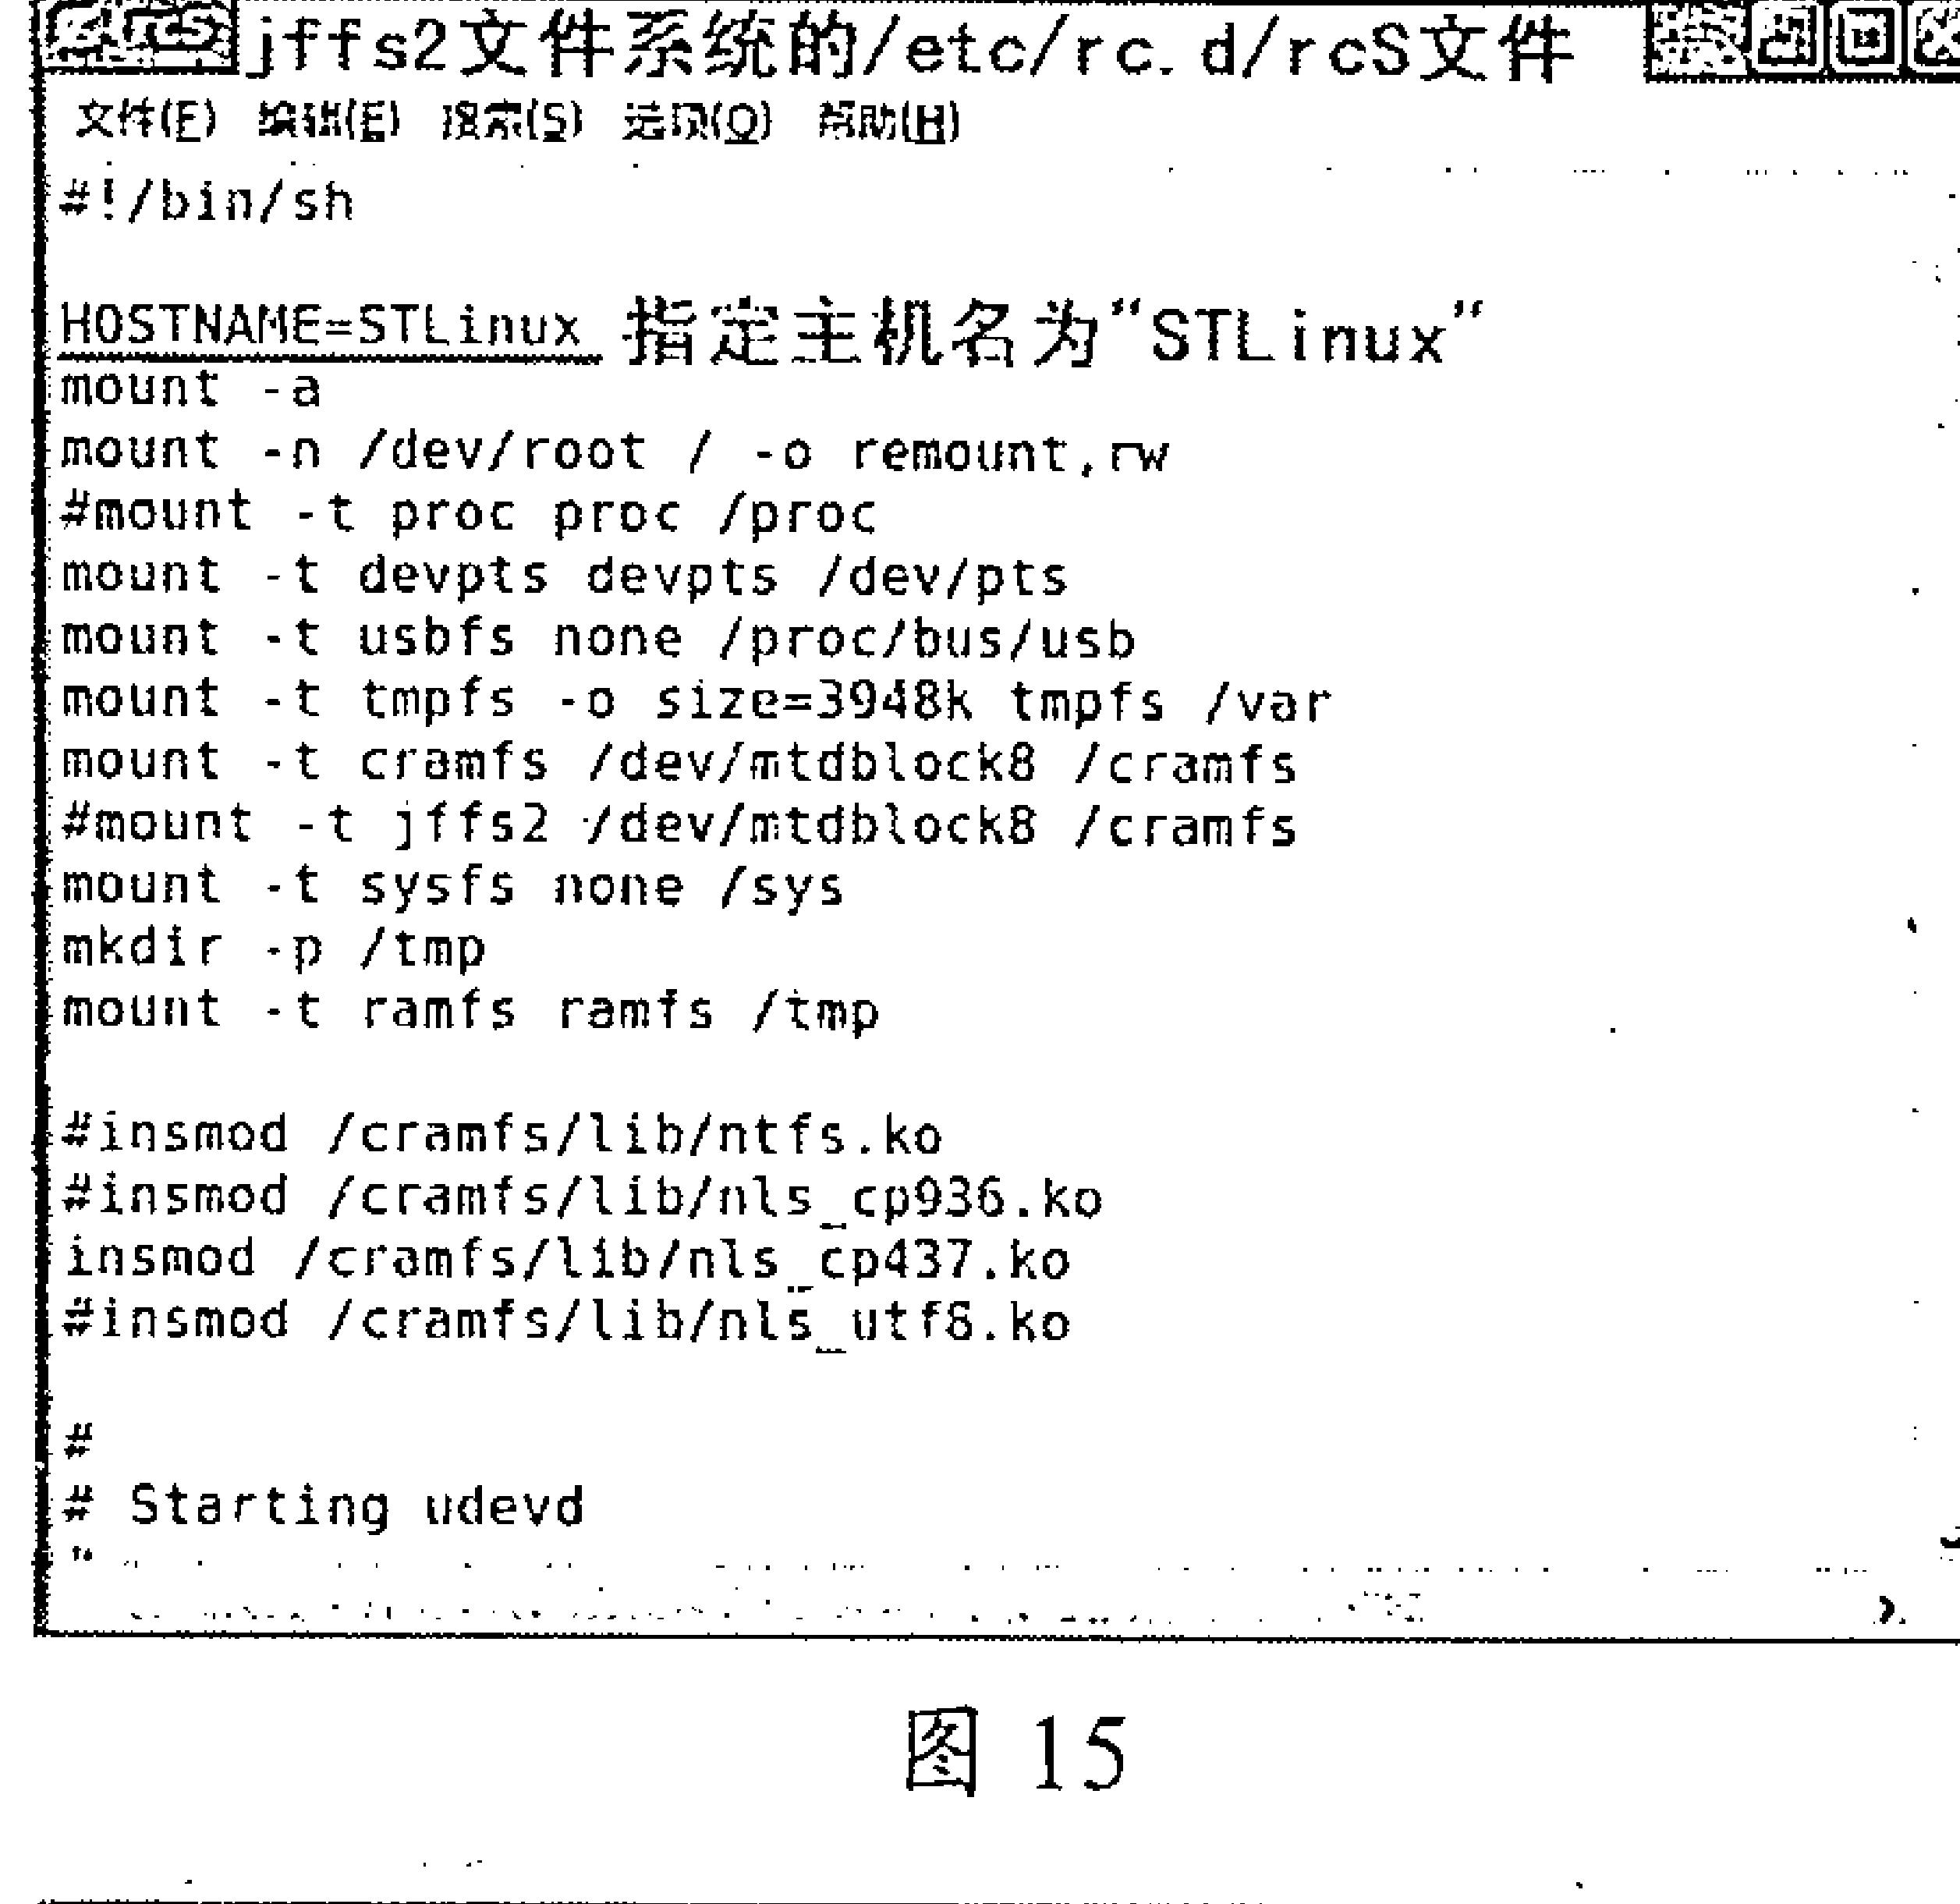 jffs2文件系统的/etc/rc.d/rcS文件
文件(F) 编辑(E) 搜索(S) 选项(O) 帮助(H)
#!/bin/sh
HOSTNAME=STLinux 指定主机名为“STLinux”
mount -a
mount -n /dev/root / -o remount,rw
#mount -t proc proc /proc
mount -t devpts devpts /dev/pts
mount -t usbfs none /proc/bus/usb
mount -t tmpfs -o size=3948k tmpfs /var
mount -t cramfs /dev/mtdblock8 /cramfs
#mount -t jffs2 /dev/mtdblock8 /cramfs
mount -t sysfs none /sys
mkdir -p /tmp
mount -t ramfs ramfs /tmp
#insmod /cramfs/lib/ntfs.ko
#insmod /cramfs/lib/nls_cp936.ko
insmod /cramfs/lib/nls_cp437.ko
#insmod /cramfs/lib/nls_utf8.ko
#
# Starting udevd
图 15